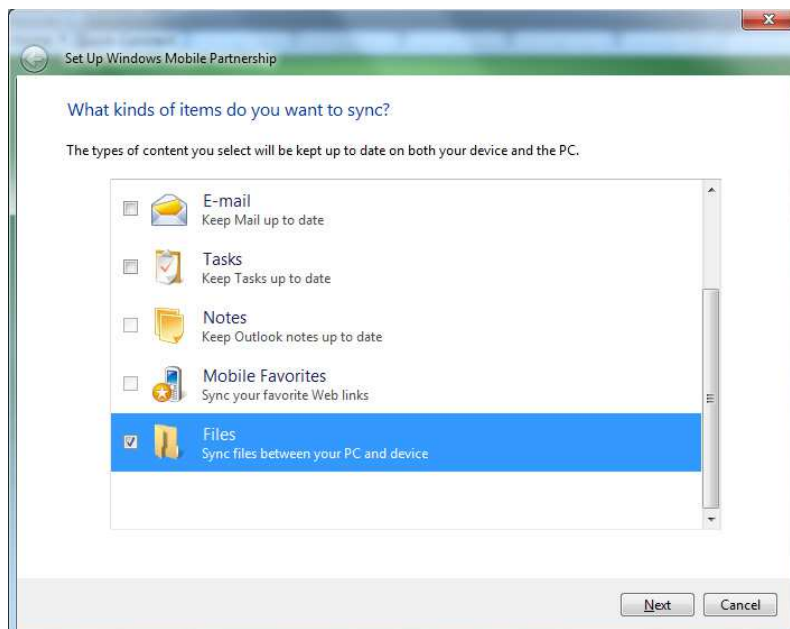 Set Up Windows Mobile Partnership
What kinds of items do you want to sync?
The types of content you select will be kept up to date on both your device and the PC.
E-mail
Keep Mail up to date
Tasks
Keep Tasks up to date
Notes
Keep Outlook notes up to date
Mobile Favorites
Sync your favorite Web links
Files
Sync files between your PC and device
Next Cancel